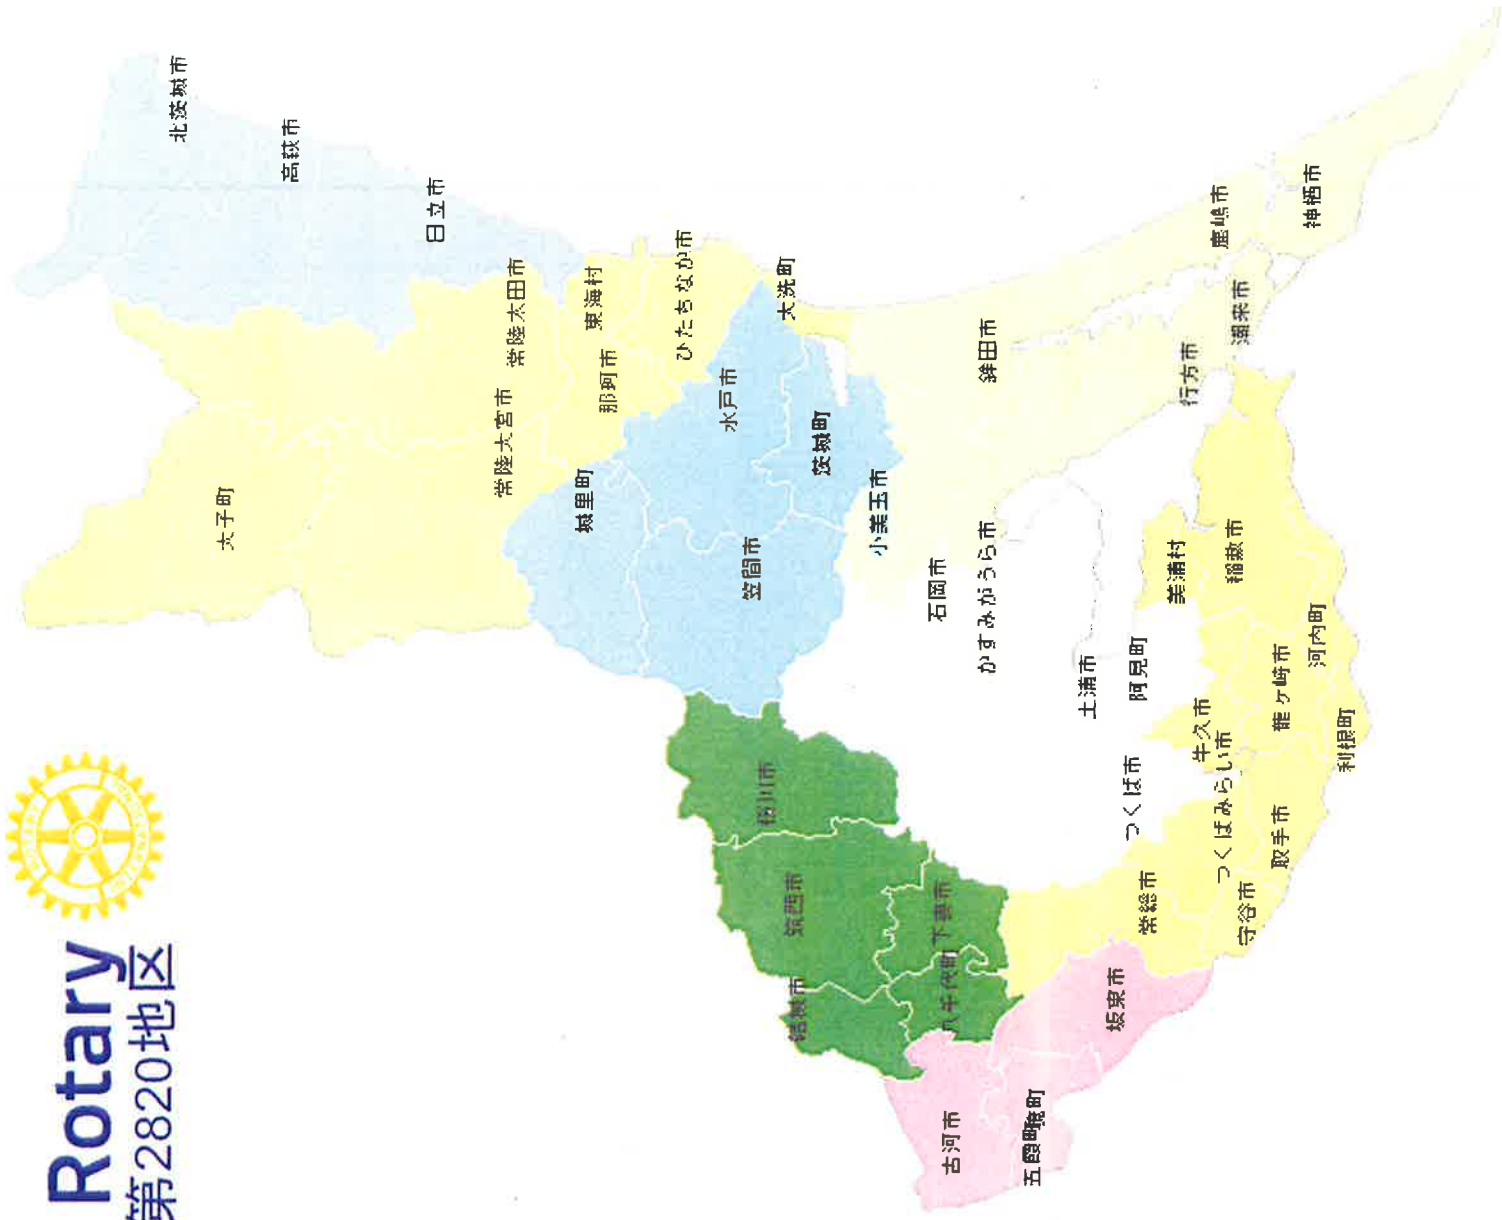 Rotary
第2820地区
北茨城市
高萩市
日立市
常陸太田市
大子町
常陸大宮市
東海村
那珂市
ひたちなか市
城里町
水戸市
大洗町
笠間市
茨城町
小美玉市
鉾田市
石岡市
かすみがうら市
行方市
鹿嶋市
潮来市
神栖市
土浦市
阿見町
美浦村
稲敷市
つくば市
牛久市
つくばみらい市
龍ヶ崎市
河内町
利根町
取手市
守谷市
常総市
桜川市
筑西市
結城市
下妻市
八千代町
坂東市
古河市
五霞町
境町